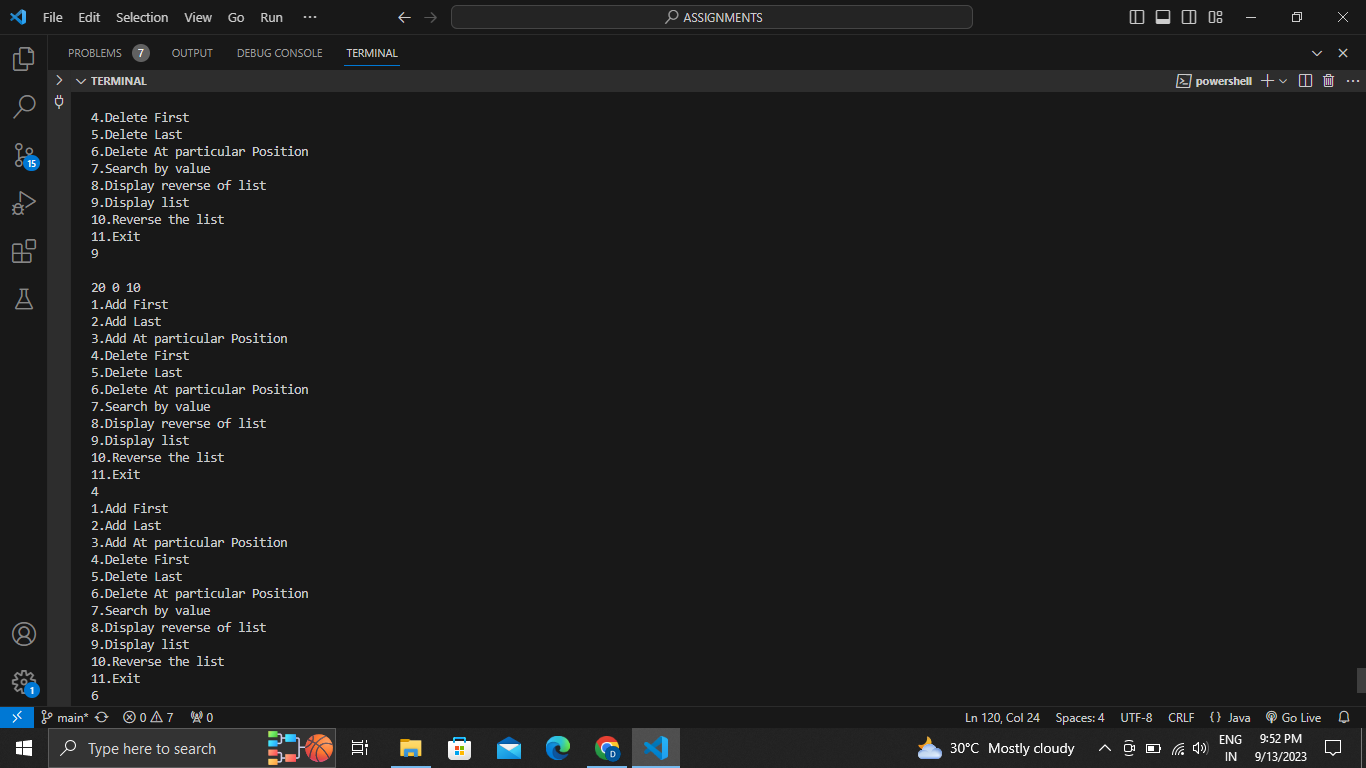 File Edit Selection View Go Run ··· ASSIGNMENTS
PROBLEMS 7 OUTPUT DEBUG CONSOLE TERMINAL
TERMINAL powershell
4.Delete First
5.Delete Last
6.Delete At particular Position
7.Search by value
8.Display reverse of list
9.Display list
10.Reverse the list
11.Exit
9
20 0 10
1.Add First
2.Add Last
3.Add At particular Position
4.Delete First
5.Delete Last
6.Delete At particular Position
7.Search by value
8.Display reverse of list
9.Display list
10.Reverse the list
11.Exit
4
1.Add First
2.Add Last
3.Add At particular Position
4.Delete First
5.Delete Last
6.Delete At particular Position
7.Search by value
8.Display reverse of list
9.Display list
10.Reverse the list
11.Exit
6
15
1
main* 0 7 0 Ln 120, Col 24 Spaces: 4 UTF-8 CRLF {} Java Go Live
Type here to search 30°C Mostly cloudy ENG IN 9:52 PM 9/13/2023